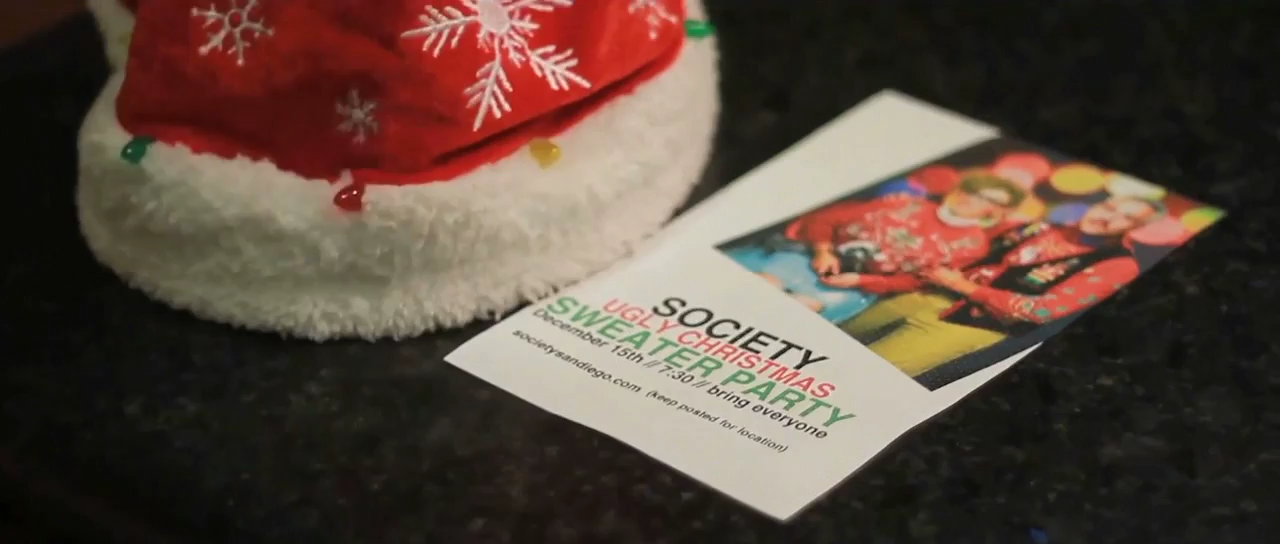 SOCIETY
UGLY CHRISTMAS
SWEATER PARTY
December 15th // 7:30 // bring everyone
societysandiego.com (keep posted for location)